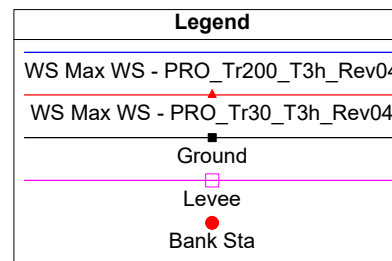 Legend
WS Max WS - PRO_Tr200_T3h_Rev04
WS Max WS - PRO_Tr30_T3h_Rev04
Ground
Levee
Bank Sta